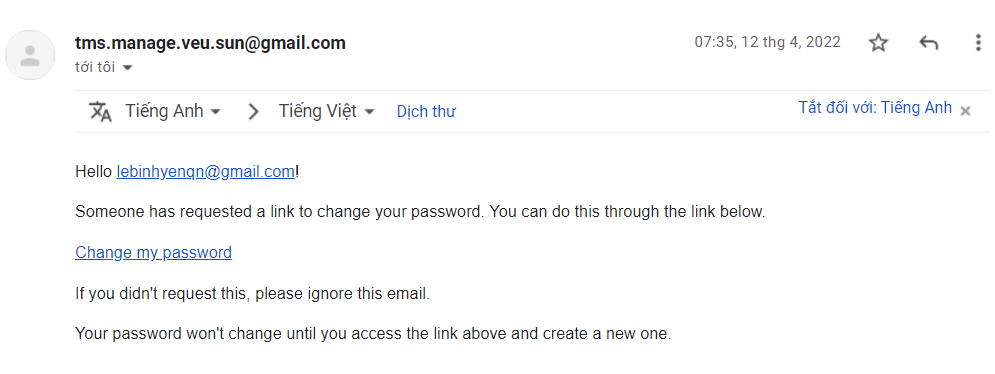 tms.manage.veu.sun@gmail.com
07:35, 12 thg 4, 2022
tới tôi
Tiếng Anh
Tiếng Việt
Dịch thư
Tắt đối với: Tiếng Anh
Hello lebinhyenqn@gmail.com!
Someone has requested a link to change your password. You can do this through the link below.
Change my password
If you didn't request this, please ignore this email.
Your password won't change until you access the link above and create a new one.